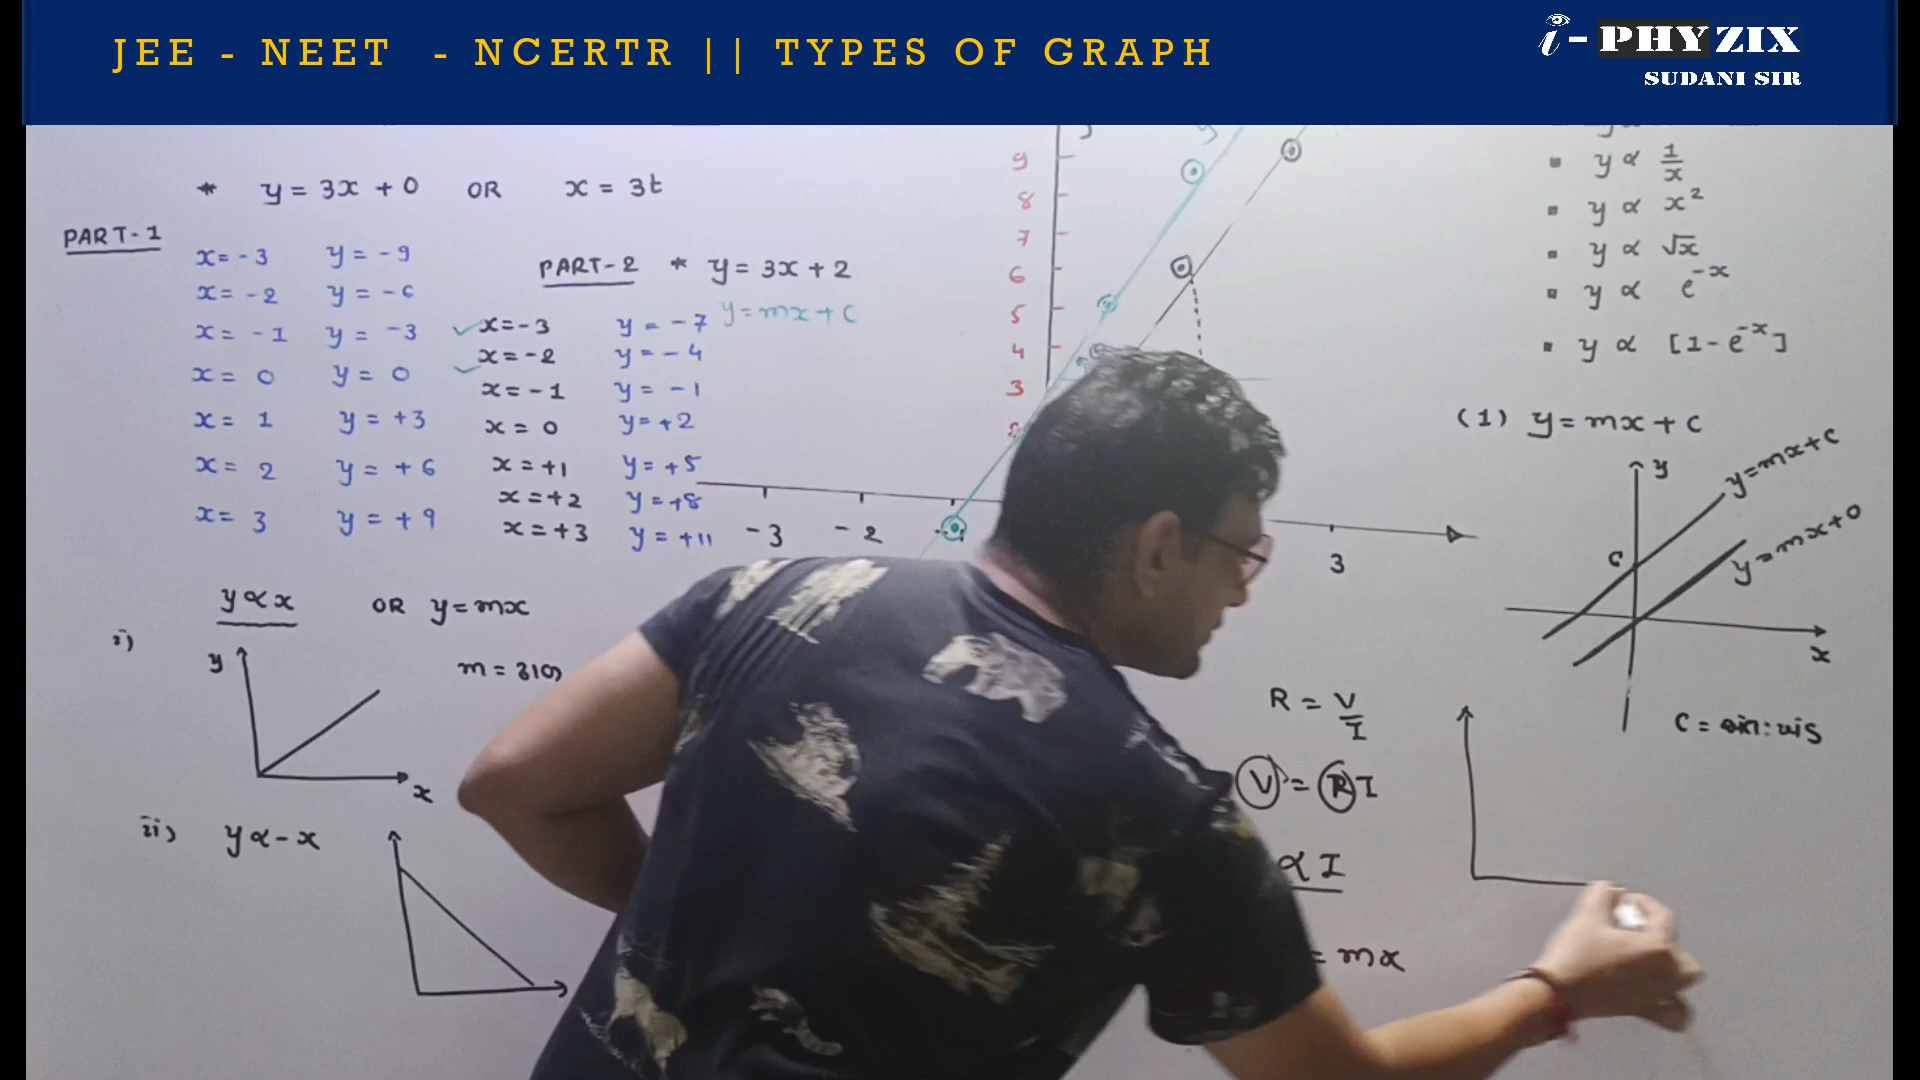 JEE - NEET - NCERTR || TYPES OF GRAPH
i-PHYZIX
SUDANI SIR
* y = 3x + 0 OR x = 3t
PART-1
x = -3 y = -9
x = -2 y = -6
x = -1 y = -3
x = 0 y = 0
x = 1 y = +3
x = 2 y = +6
x = 3 y = +9
PART-2 * y = 3x + 2
y = mx + c
x = -3 y = -7
x = -2 y = -4
x = -1 y = -1
x = 0 y = +2
x = +1 y = +5
x = +2 y = +8
x = +3 y = +11
9
8
7
6
5
4
3
-3 -2 3
y ∝ x OR y = mx
i)
y
x
ii) y ∝ -x
R = V/I
V = RI
∝ I
= mx
y ∝ 1/x
y ∝ x²
y ∝ √x
y ∝ e^-x
y ∝ [1 - e^-x]
(1) y = mx + c
y
y = mx + c
y = mx + 0
c
x